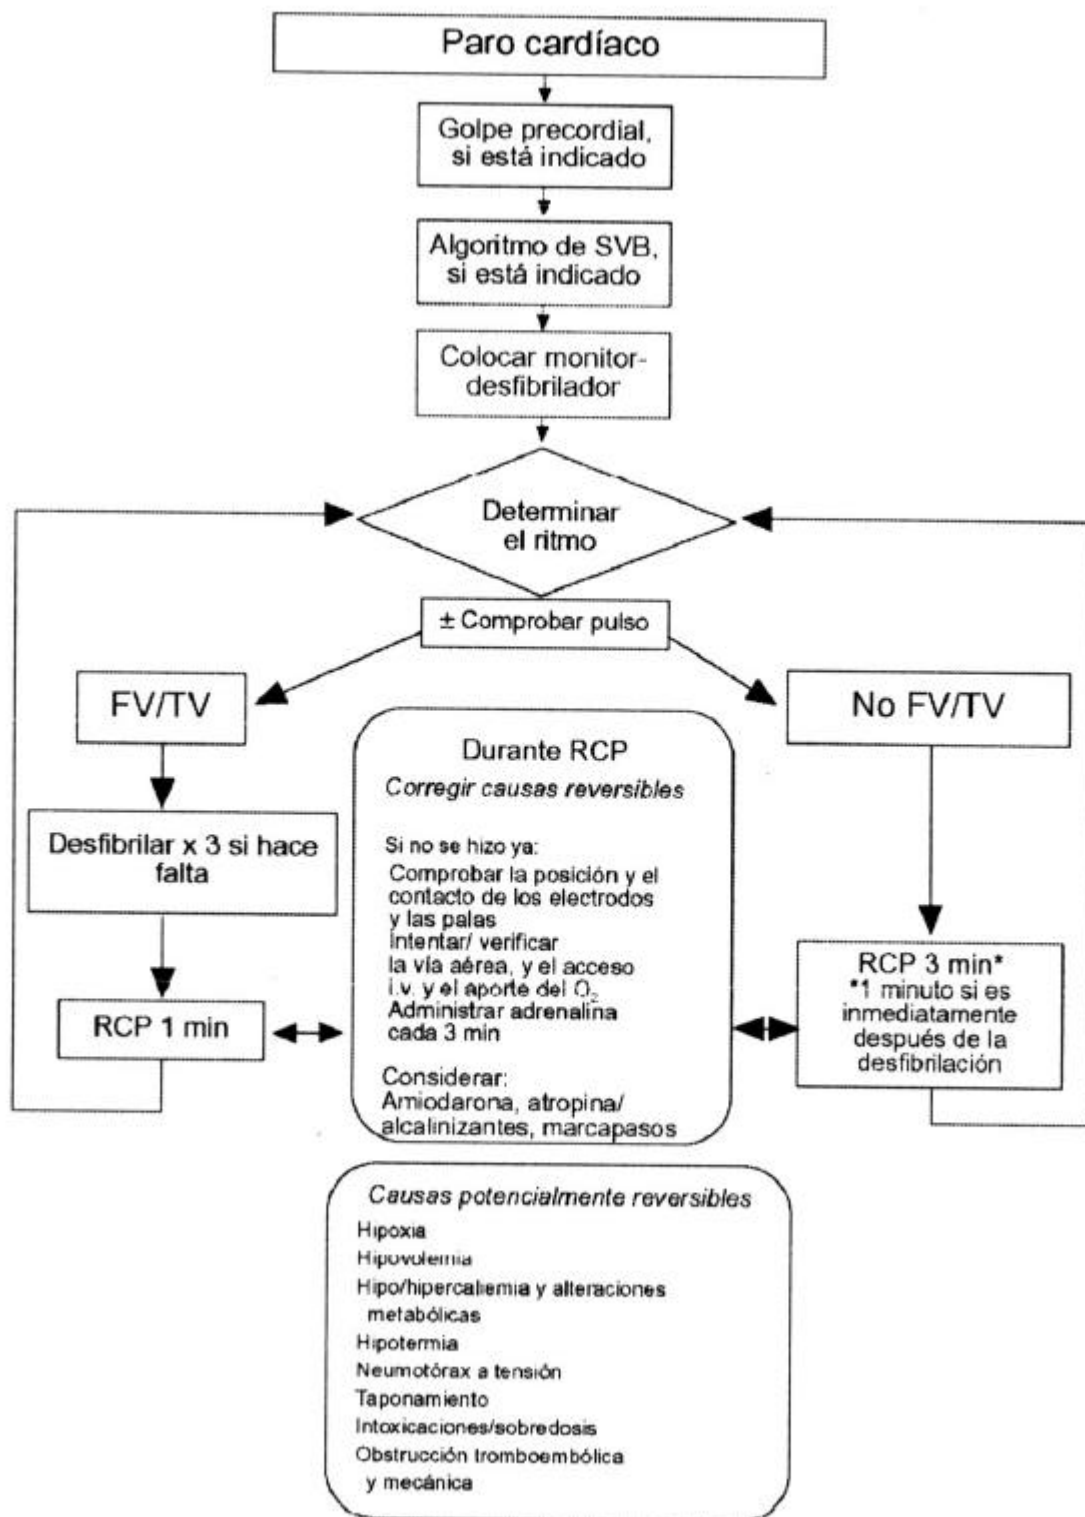 Paro cardíaco
Golpe precordial,
si está indicado
Algoritmo de SVB,
si está indicado
Colocar monitor-
desfibrilador
Determinar
el ritmo
± Comprobar pulso
FV/TV
No FV/TV
Desfibrilar x 3 si hace
falta
RCP 1 min
Durante RCP
Corregir causas reversibles
Si no se hizo ya:
Comprobar la posición y el
contacto de los electrodos
y las palas
Intentar/ verificar
la vía aérea, y el acceso
i.v. y el aporte del O₂
Administrar adrenalina
cada 3 min
Considerar:
Amiodarona, atropina/
alcalinizantes, marcapasos
RCP 3 min*
*1 minuto si es
inmediatamente
después de la
desfibrilación
Causas potencialmente reversibles
Hipoxia
Hipovolemia
Hipo/hipercaliemia y alteraciones
metabólicas
Hipotermia
Neumotórax a tensión
Taponamiento
Intoxicaciones/sobredosis
Obstrucción tromboembólica
y mecánica